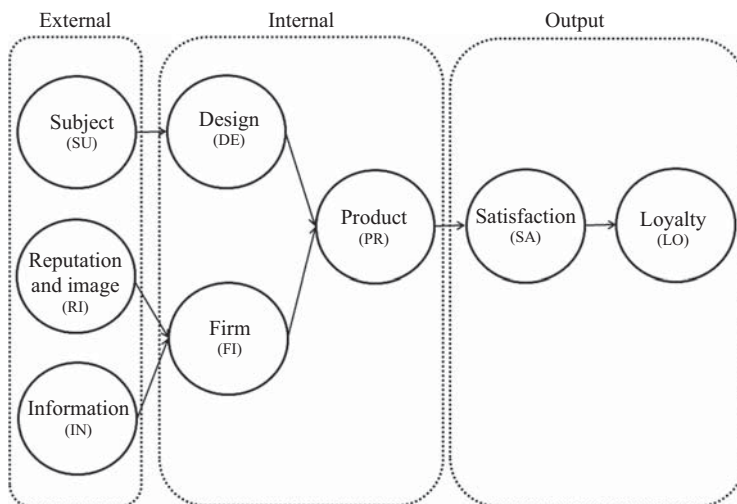 External
Internal
Output
Subject
(SU)
Design
(DE)
Product
(PR)
Satisfaction
(SA)
Loyalty
(LO)
Reputation
and image
(RI)
Firm
(FI)
Information
(IN)